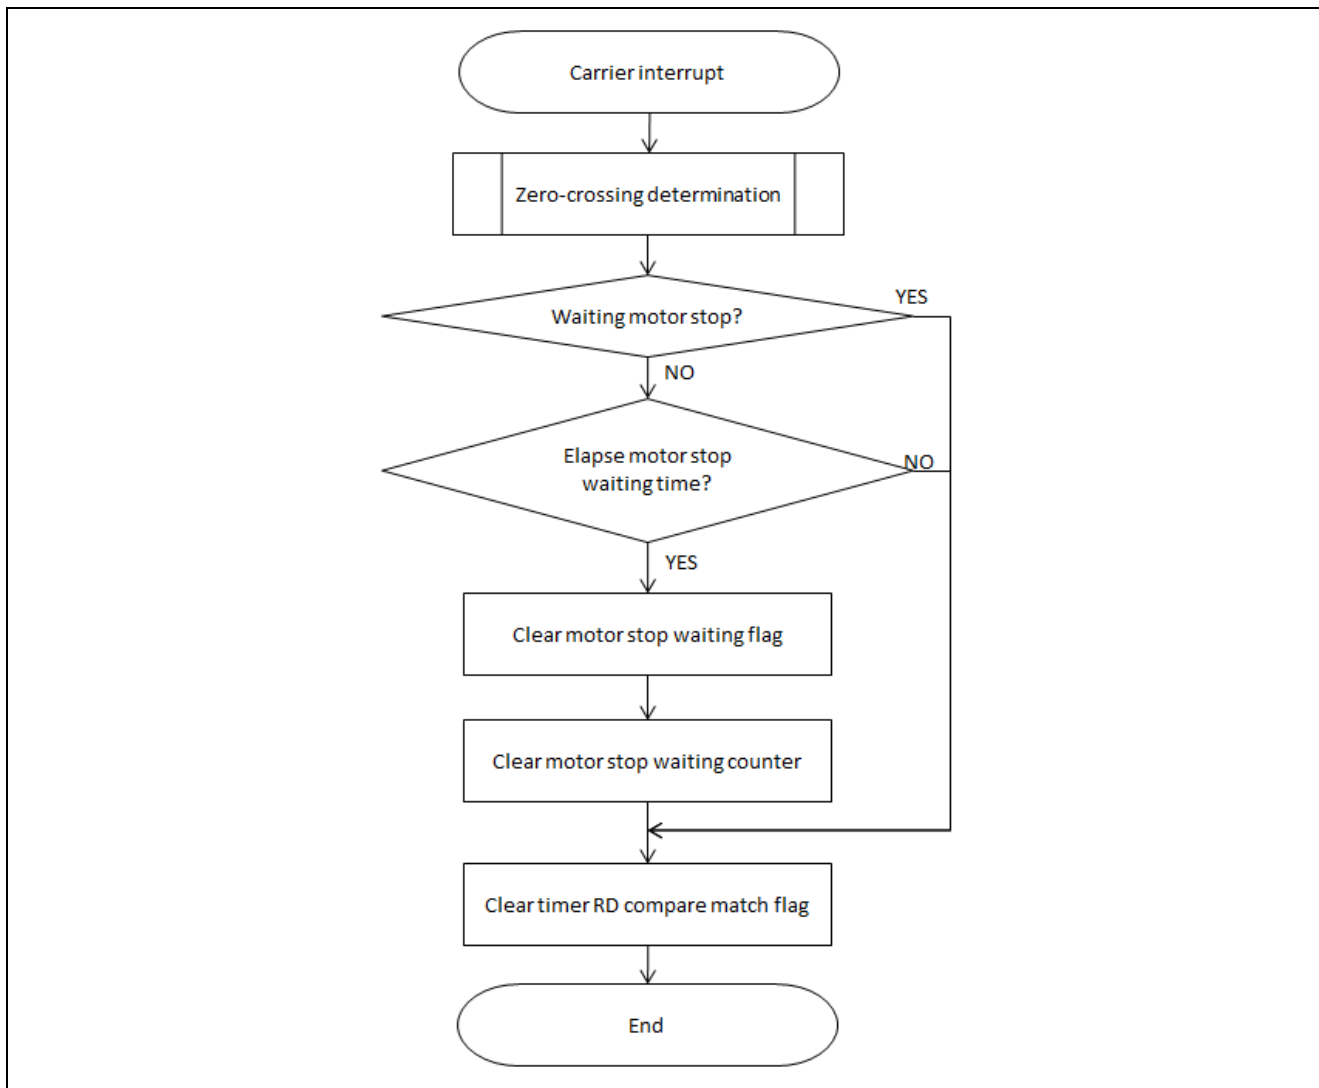 Carrier interrupt
Zero-crossing determination
YES
Waiting motor stop?
NO
Elapse motor stop
waiting time?
NO
YES
Clear motor stop waiting flag
Clear motor stop waiting counter
Clear timer RD compare match flag
End